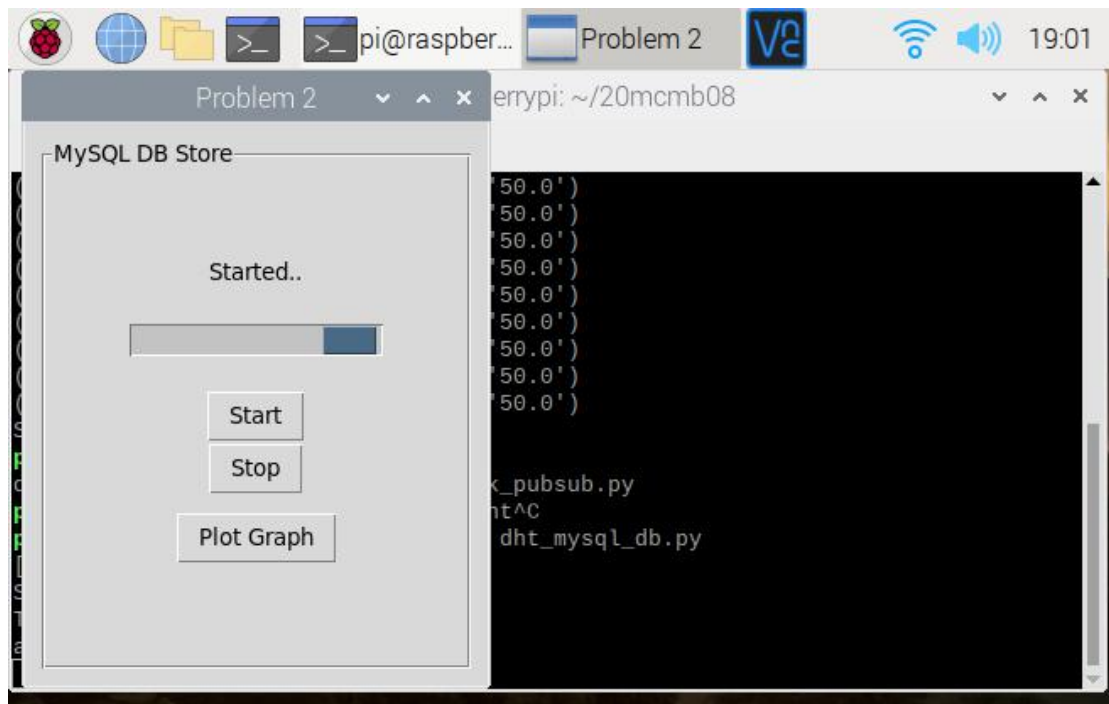 pi@raspber... Problem 2 19:01
Problem 2
errypi: ~/20mcmb08
MySQL DB Store
Started..
Start
Stop
Plot Graph
'50.0')
'50.0')
'50.0')
'50.0')
'50.0')
'50.0')
'50.0')
'50.0')
'50.0')
_pubsub.py
nt^C
dht_mysql_db.py